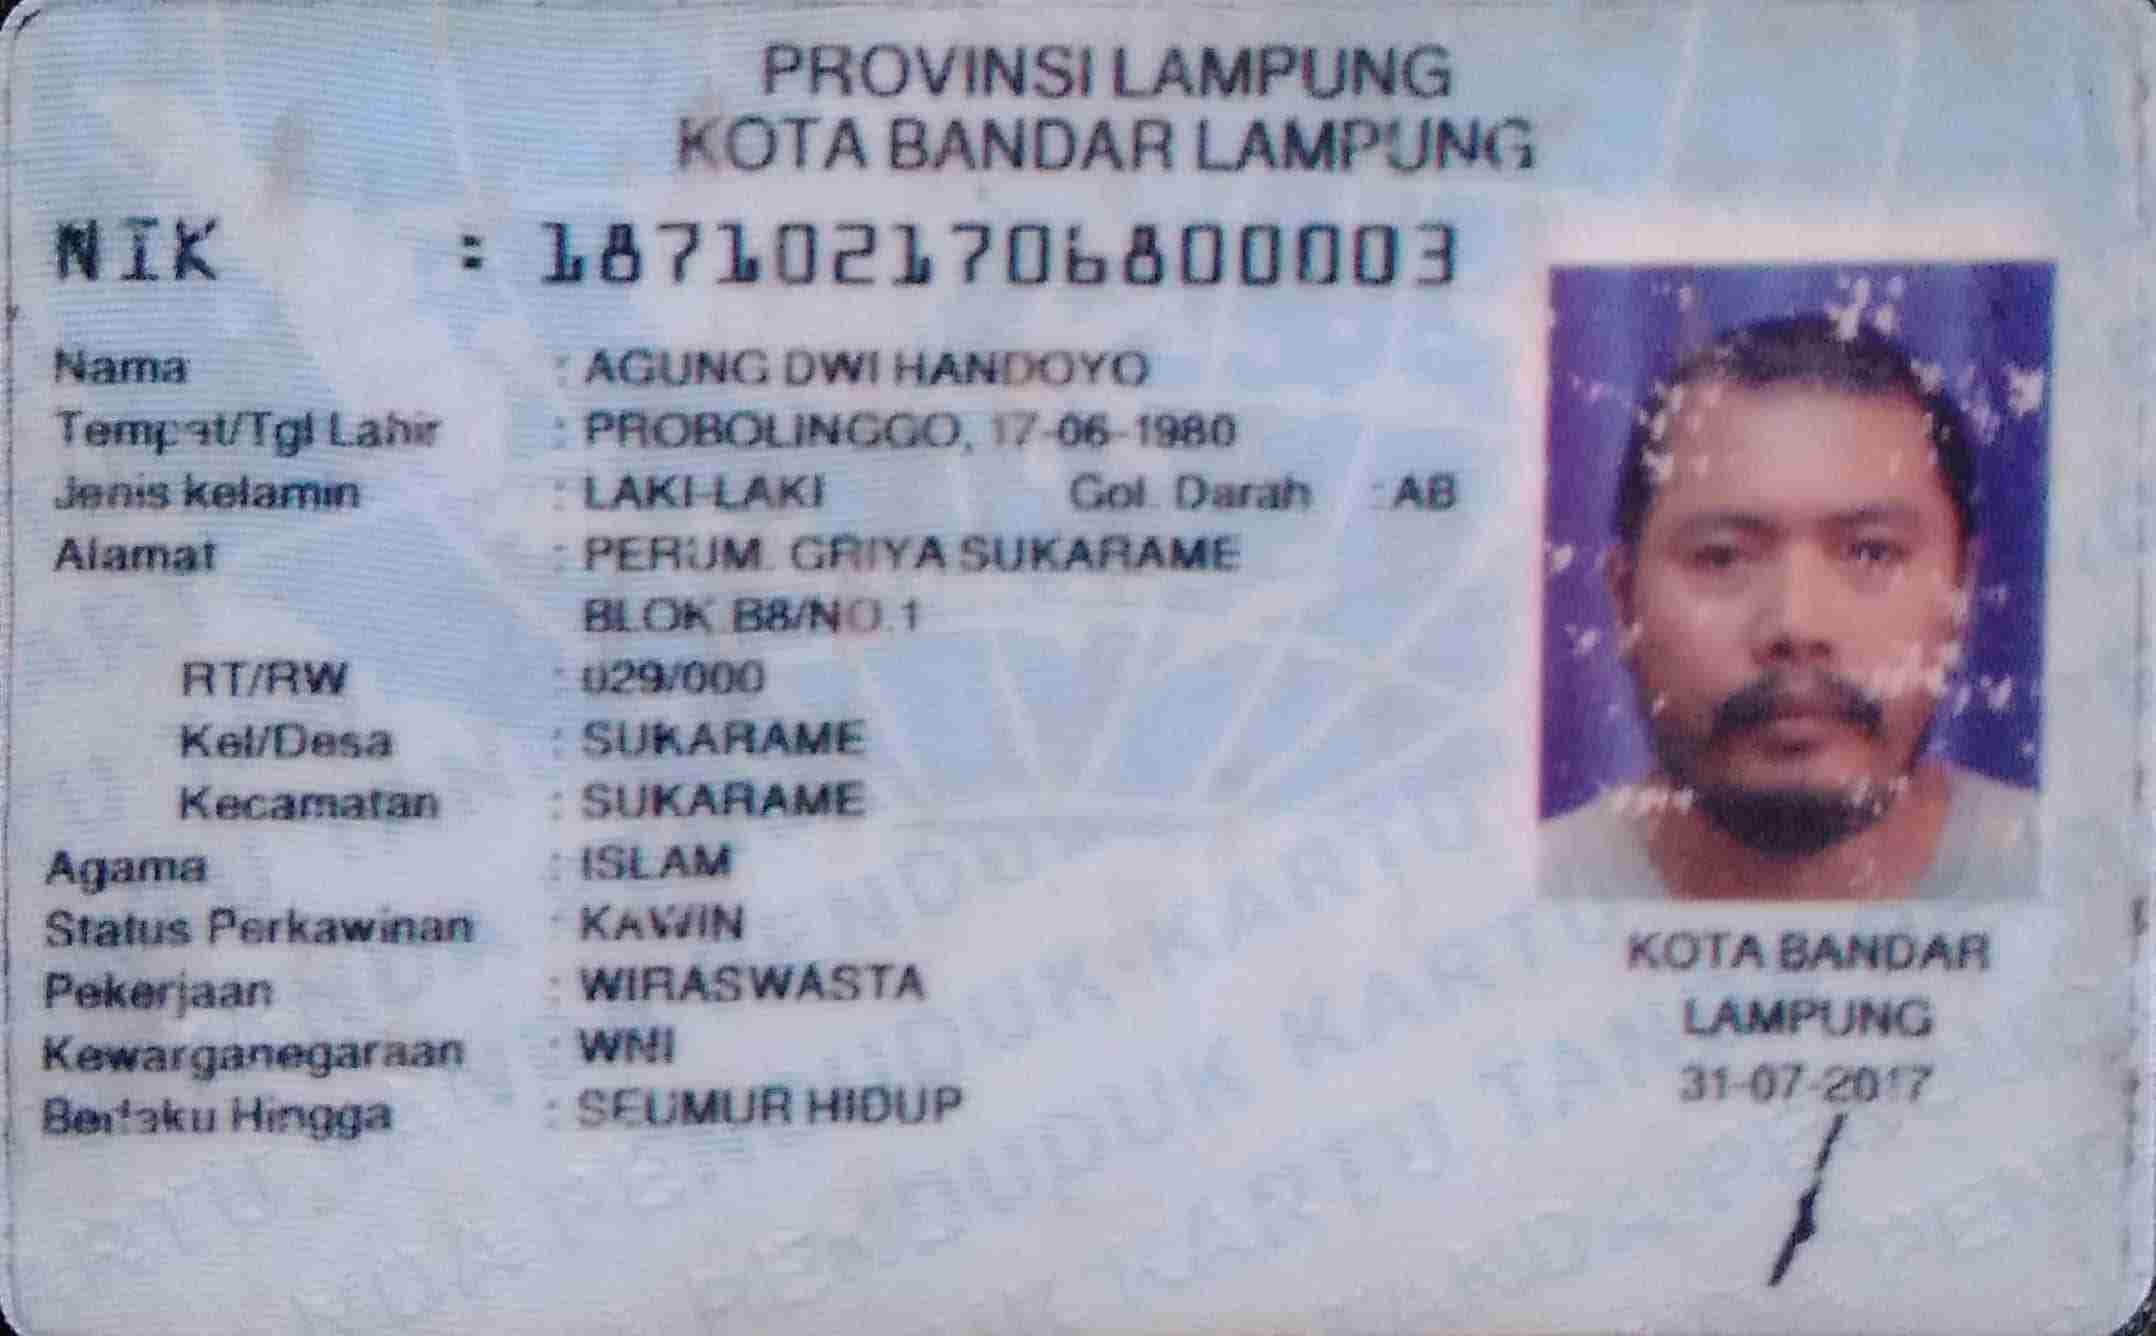 PROVINSI LAMPUNG
KOTA BANDAR LAMPUNG
NIK : 1871021706800003
Nama : AGUNG DWI HANDOYO
Tempat/Tgl Lahir : PROBOLINGGO, 17-06-1980
Jenis kelamin : LAKI-LAKI Gol. Darah : AB
Alamat : PERUM. GRIYA SUKARAME
BLOK B8/NO.1
RT/RW : 029/000
Kel/Desa : SUKARAME
Kecamatan : SUKARAME
Agama : ISLAM
Status Perkawinan : KAWIN
Pekerjaan : WIRASWASTA
Kewarganegaraan : WNI
Berlaku Hingga : SEUMUR HIDUP
KOTA BANDAR
LAMPUNG
31-07-2017